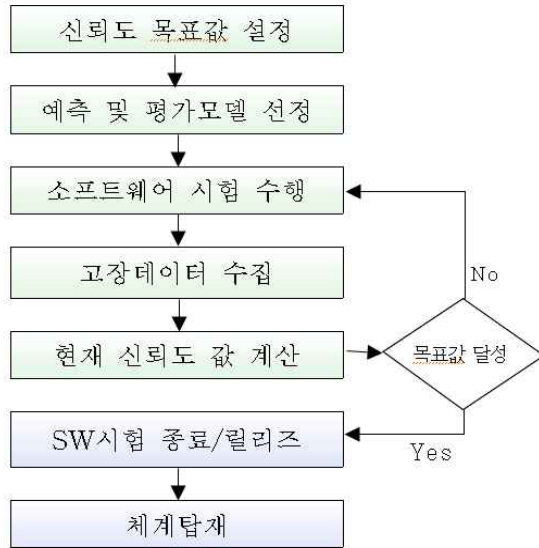 신뢰도 목표값 설정
예측 및 평가모델 선정
소프트웨어 시험 수행
고장데이터 수집
No
현재 신뢰도 값 계산
목표값 달성
SW시험 종료/릴리즈
Yes
체계탑재